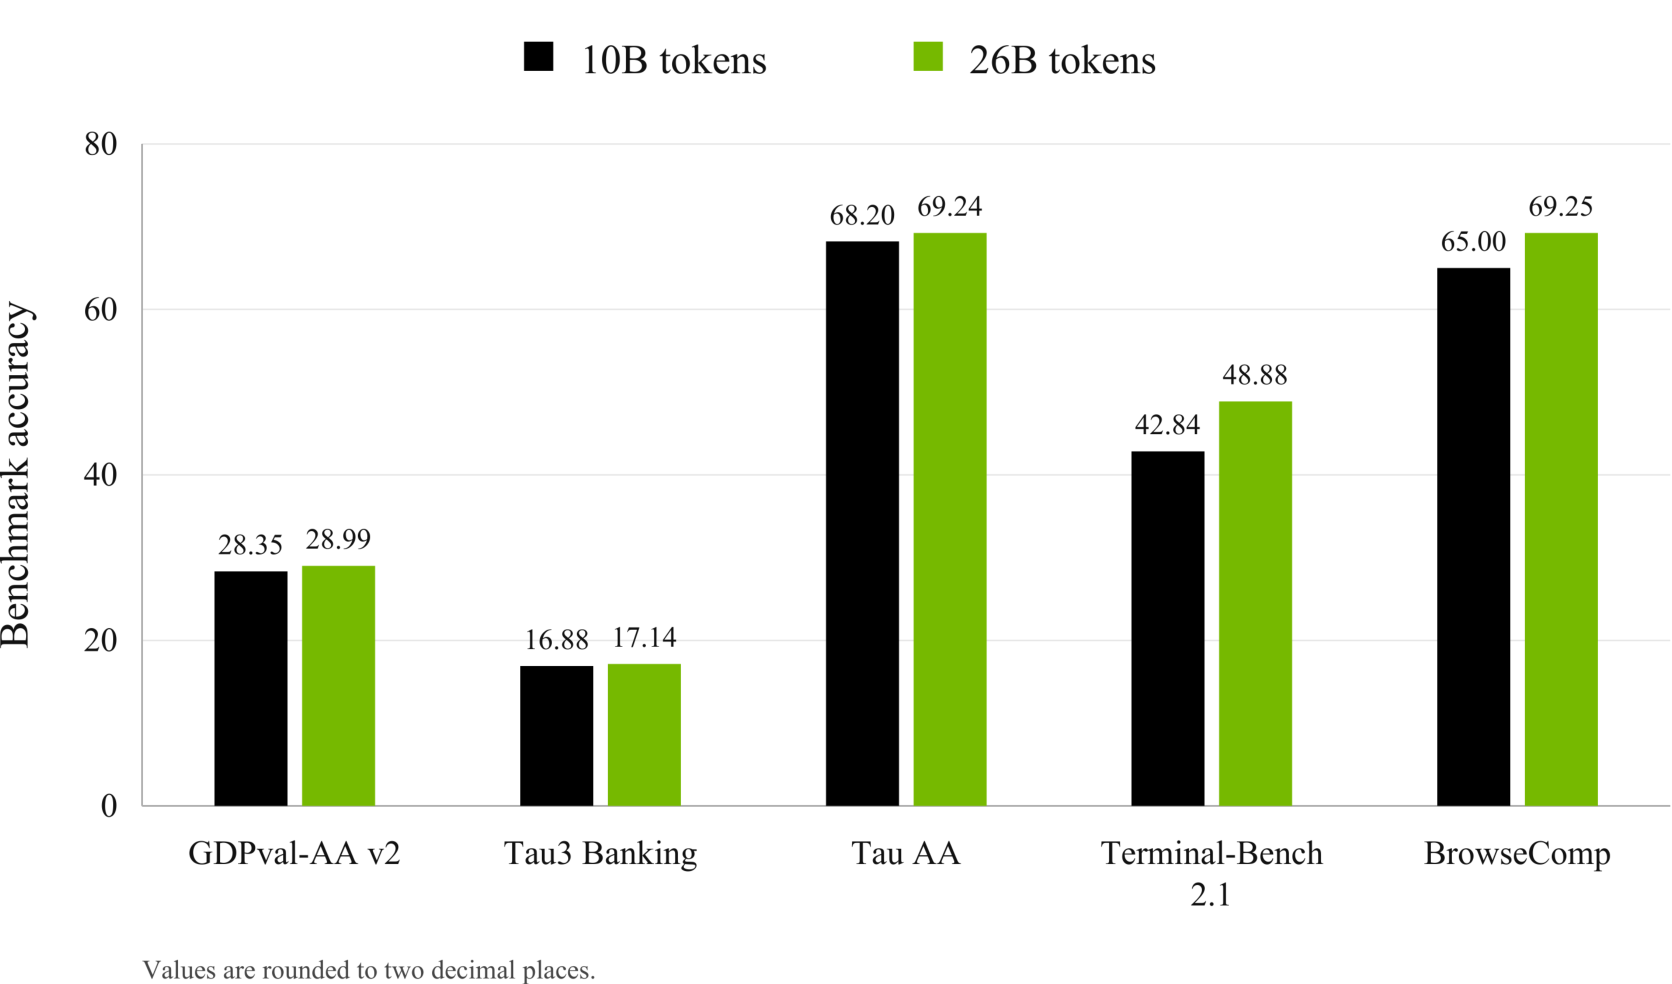 10B tokens
26B tokens
Benchmark accuracy
80
60
40
20
0
28.35
28.99
16.88
17.14
68.20
69.24
42.84
48.88
65.00
69.25
GDPval-AA v2
Tau3 Banking
Tau AA
Terminal-Bench
2.1
BrowseComp
Values are rounded to two decimal places.